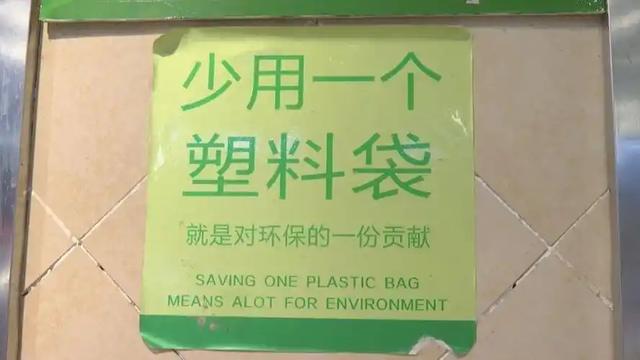 少用一个
塑料袋
就是对环保的一份贡献
SAVING ONE PLASTIC BAG
MEANS ALOT FOR ENVIRONMENT